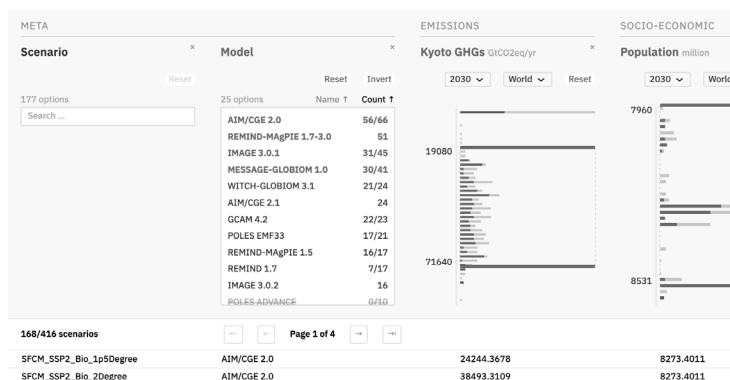 META
EMISSIONS
SOCIO-ECONOMIC
Scenario ×
Model ×
Kyoto GHGs GtCO2eq/yr ×
Population million
Reset
Reset Invert
2030 World Reset
2030 World
177 options
25 options Name ↑ Count ↑
Search ...
AIM/CGE 2.0 56/66
REMIND-MAgPIE 1.7-3.0 51
IMAGE 3.0.1 31/45
MESSAGE-GLOBIOM 1.0 30/41
WITCH-GLOBIOM 3.1 21/24
AIM/CGE 2.1 24
GCAM 4.2 22/23
POLES EMF33 17/21
REMIND-MAgPIE 1.5 16/17
REMIND 1.7 7/17
IMAGE 3.0.2 16
POLES ADVANCE 0/10
19080
71640
7960
8531
168/416 scenarios
Page 1 of 4
SFCM_SSP2_Bio_1p5Degree AIM/CGE 2.0 24244.3678 8273.4011
SFCM_SSP2_Bio_2Degree AIM/CGE 2.0 38493.3109 8273.4011